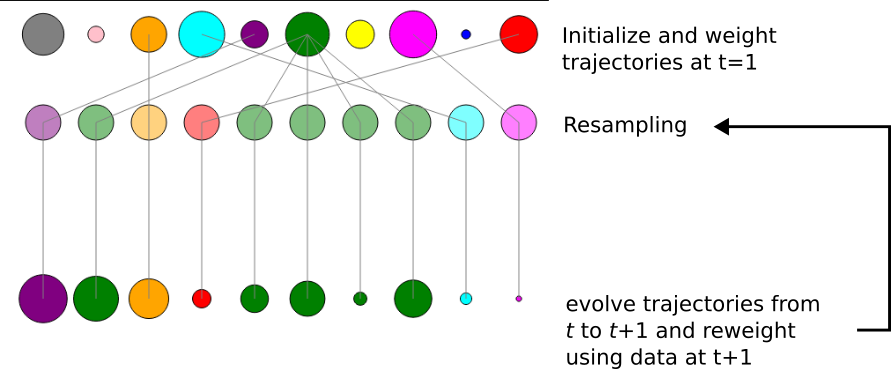 Initialize and weight
trajectories at t=1
Resampling
evolve trajectories from
t to t+1 and reweight
using data at t+1